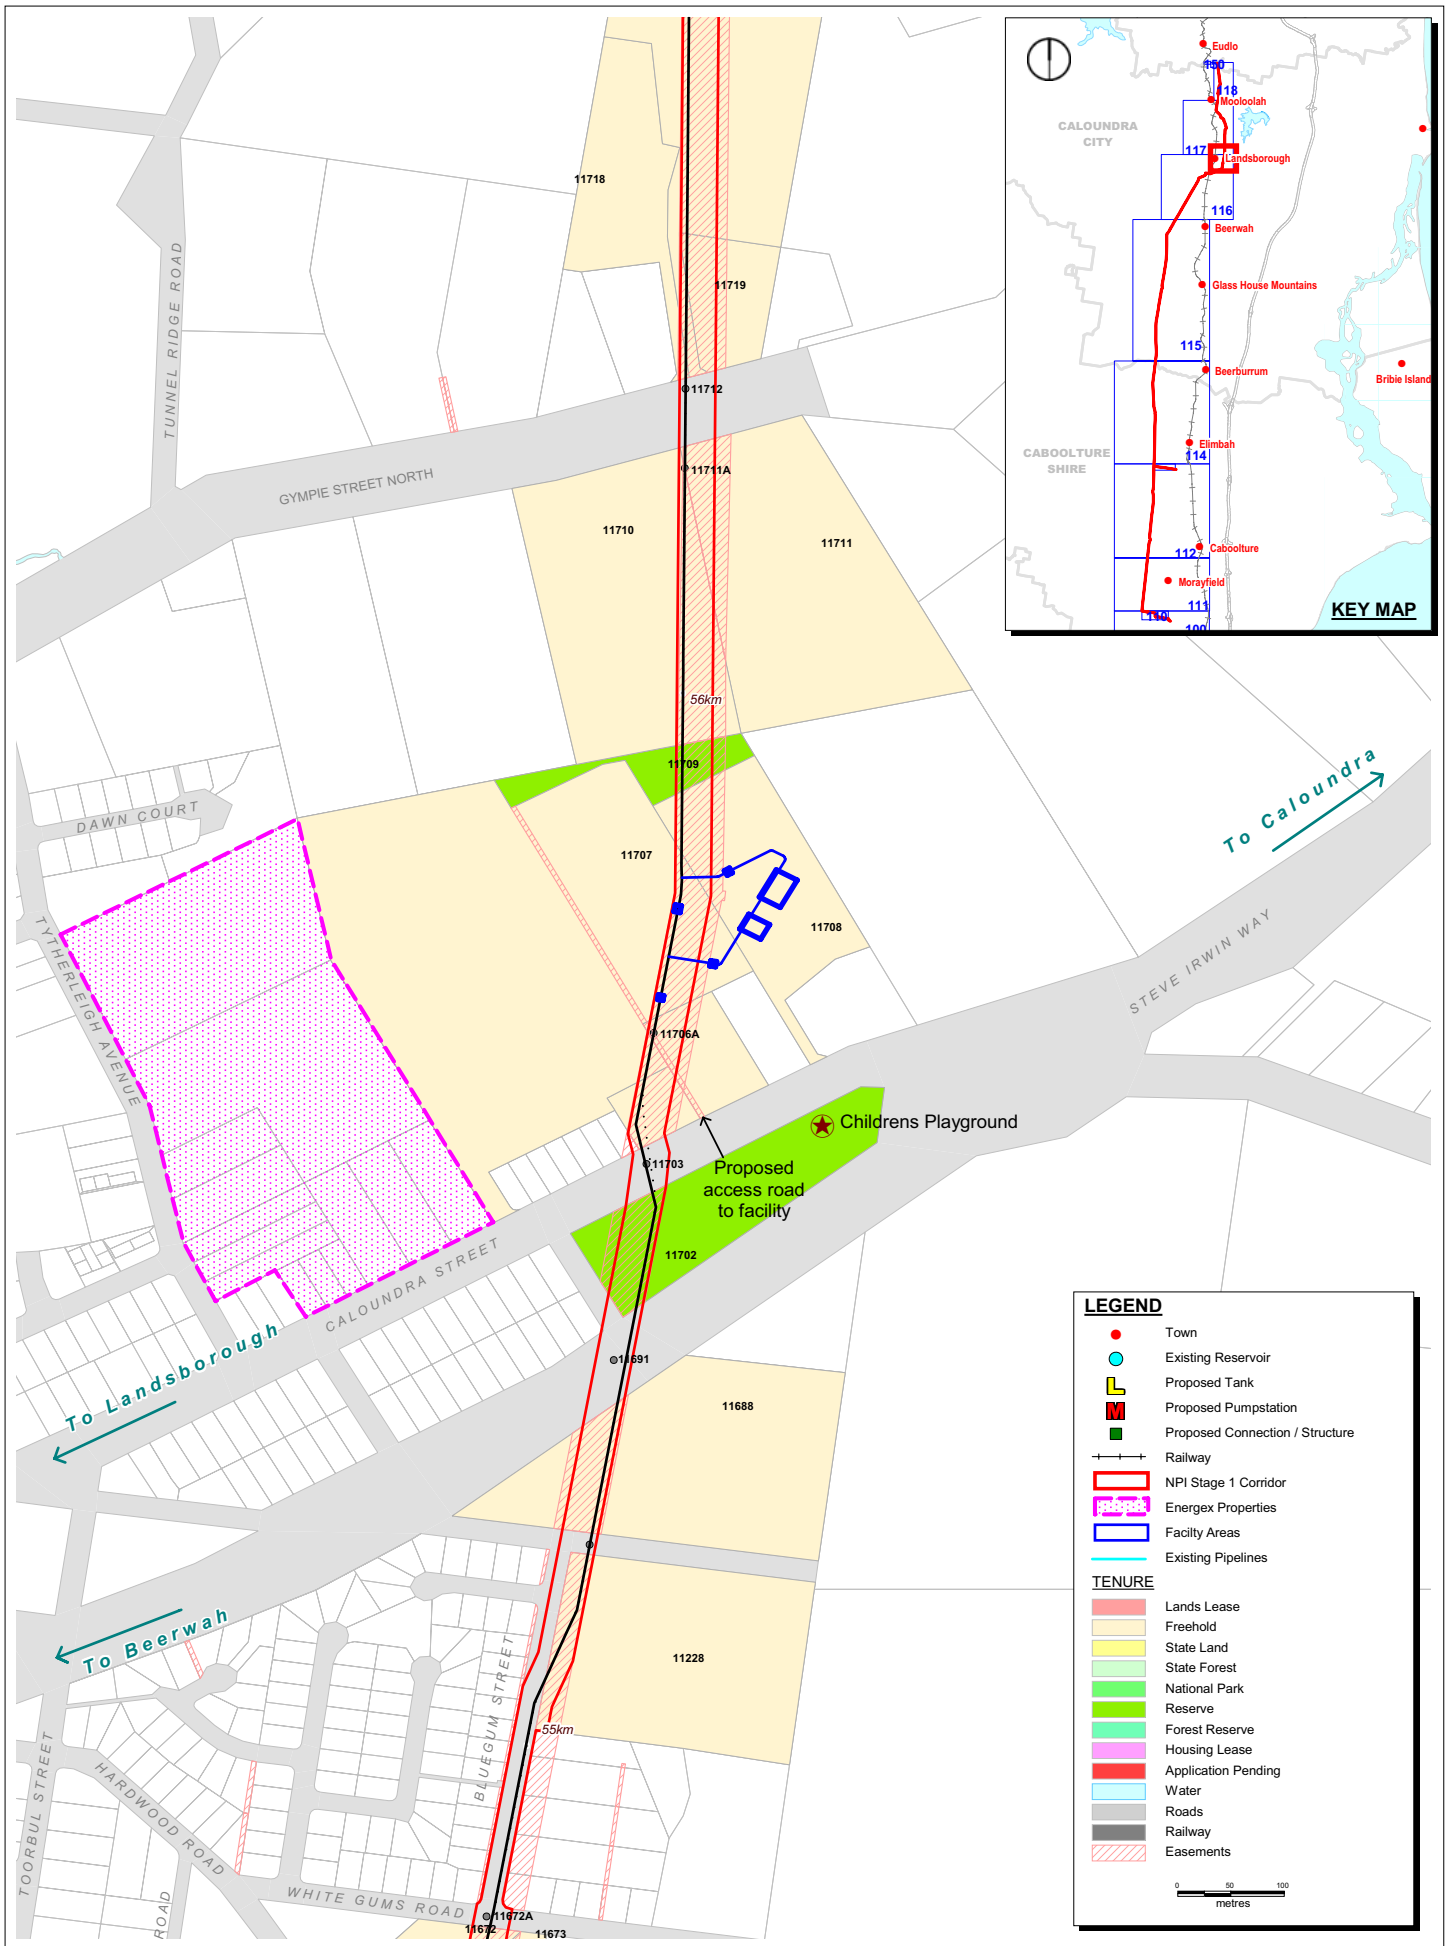 Eudlo
150
118
Mooloolah
CALOUNDRA
CITY
117
Landsborough
116
Beerwah
Glass House Mountains
115
Beerburrum
Bribie Island
Elimbah
114
CABOOLTURE
SHIRE
112
Caboolture
Morayfield
111
110
100
KEY MAP
11718
11719
TUNNEL RIDGE ROAD
11712
11711A
GYMPIE STREET NORTH
11710
11711
56km
11709
To Caloundra
DAWN COURT
11707
11708
STEVE IRWIN WAY
TYTHERLEIGH AVENUE
11706A
Childrens Playground
11703
Proposed
access road
to facility
11702
CALOUNDRA STREET
To Landsborough
11691
11688
To Beerwah
11228
BLUEGUM STREET
55km
TOORBUL STREET
HARDWOOD ROAD
WHITE GUMS ROAD
ROAD
11672A
11672
11673
LEGEND
Town
Existing Reservoir
L Proposed Tank
M Proposed Pumpstation
Proposed Connection / Structure
Railway
NPI Stage 1 Corridor
Energex Properties
Facilty Areas
Existing Pipelines
TENURE
Lands Lease
Freehold
State Land
State Forest
National Park
Reserve
Forest Reserve
Housing Lease
Application Pending
Water
Roads
Railway
Easements
0 50 100
metres